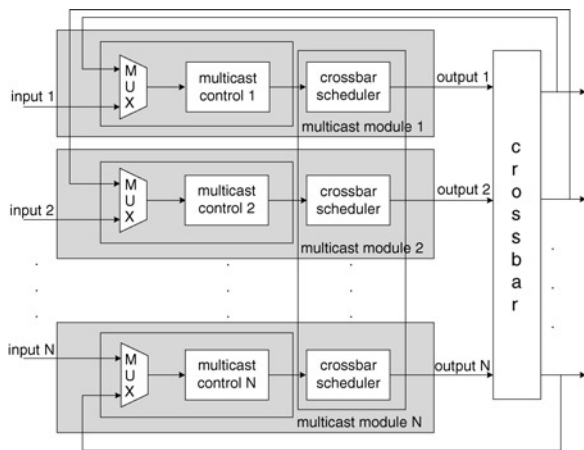 input 1
M
U
X
multicast
control 1
crossbar
scheduler
output 1
multicast module 1
input 2
M
U
X
multicast
control 2
crossbar
scheduler
output 2
multicast module 2
input N
M
U
X
multicast
control N
crossbar
scheduler
output N
multicast module N
c
r
o
s
s
b
a
r